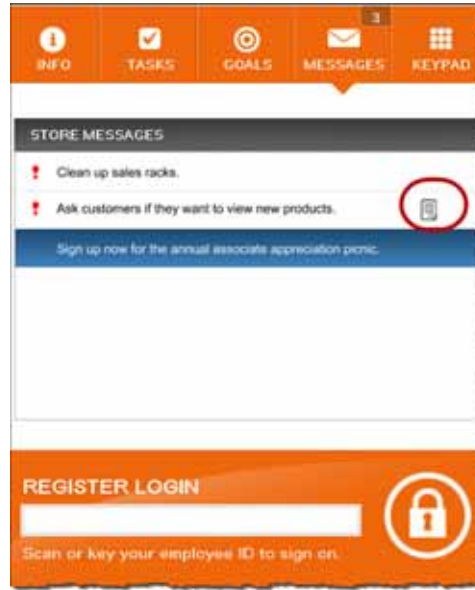 3
INFO TASKS GOALS MESSAGES KEYPAD
STORE MESSAGES
! Clean up sales racks.
! Ask customers if they want to view new products.
Sign up now for the annual associate appreciation picnic.
REGISTER LOGIN
Scan or key your employee ID to sign on.